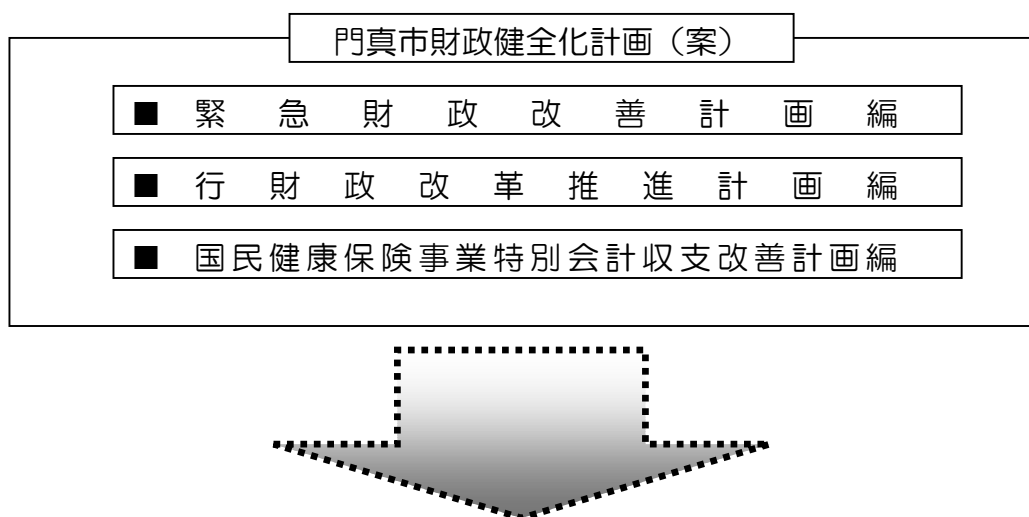 門真市財政健全化計画（案）
■ 緊急財政改善計画編
■ 行財政改革推進計画編
■ 国民健康保険事業特別会計収支改善計画編